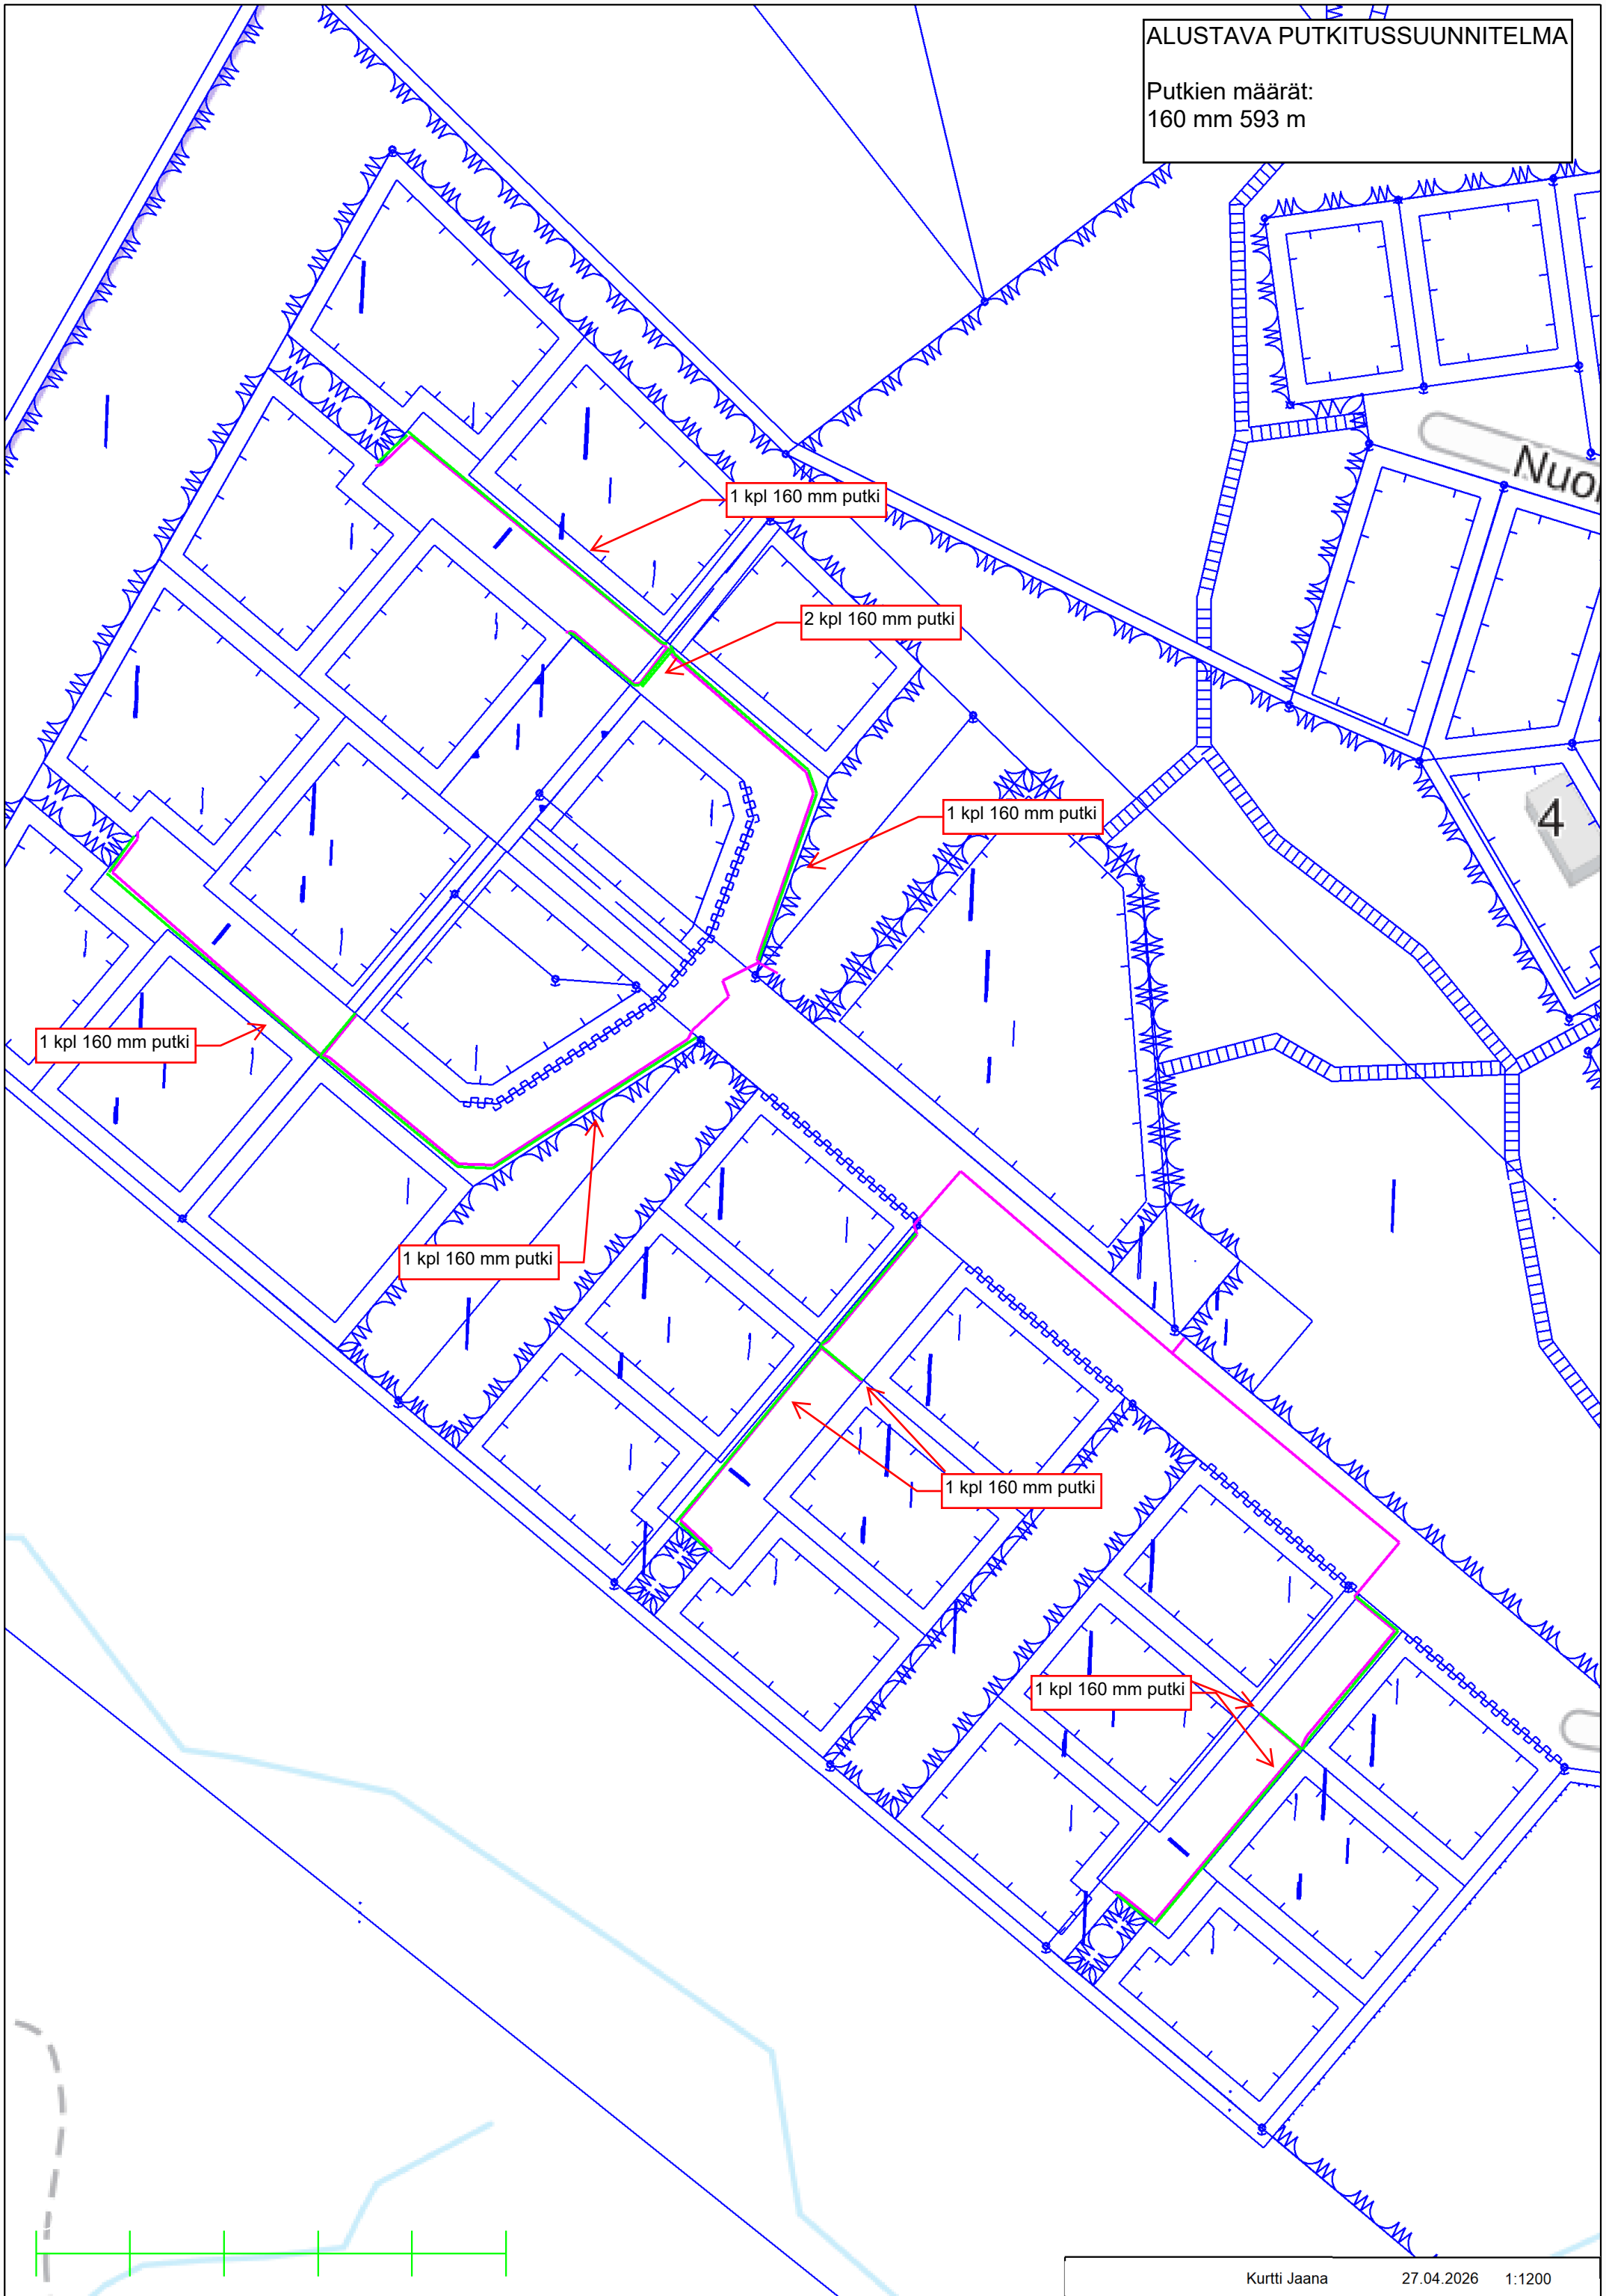 ALUSTAVA PUTKITUSSUUNNITELMA
Putkien määrät:
160 mm 593 m
1 kpl 160 mm putki
2 kpl 160 mm putki
1 kpl 160 mm putki
4
1 kpl 160 mm putki
1 kpl 160 mm putki
1 kpl 160 mm putki
1 kpl 160 mm putki
Kurtti Jaana 27.04.2026 1:1200